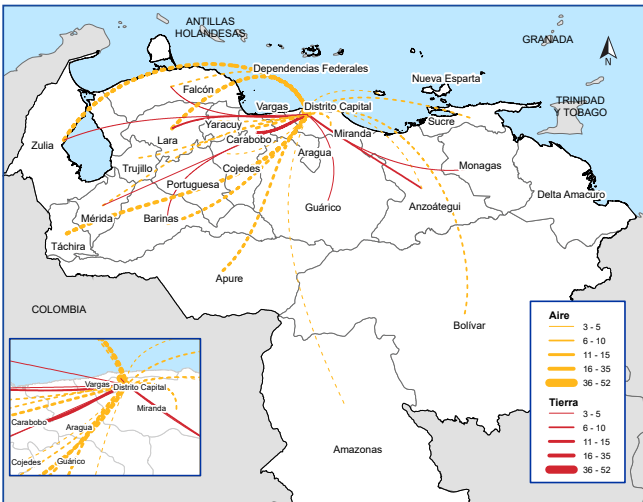 ANTILLAS
HOLANDESAS
GRANADA
N
Dependencias Federales
Nueva Esparta
Falcón
Vargas
Distrito Capital
TRINIDAD
Y TOBAGO
Yaracuy
Sucre
Zulia
Lara
Carabobo
Miranda
Aragua
Trujillo
Cojedes
Monagas
Portuguesa
Delta Amacuro
Mérida
Barinas
Guárico
Anzoátegui
Táchira
Apure
COLOMBIA
Bolívar
Amazonas
Aire
3 - 5
6 - 10
11 - 15
16 - 35
36 - 52
Tierra
3 - 5
6 - 10
11 - 15
16 - 35
36 - 52
Vargas
Distrito Capital
Miranda
Carabobo
Aragua
Cojedes
Guárico